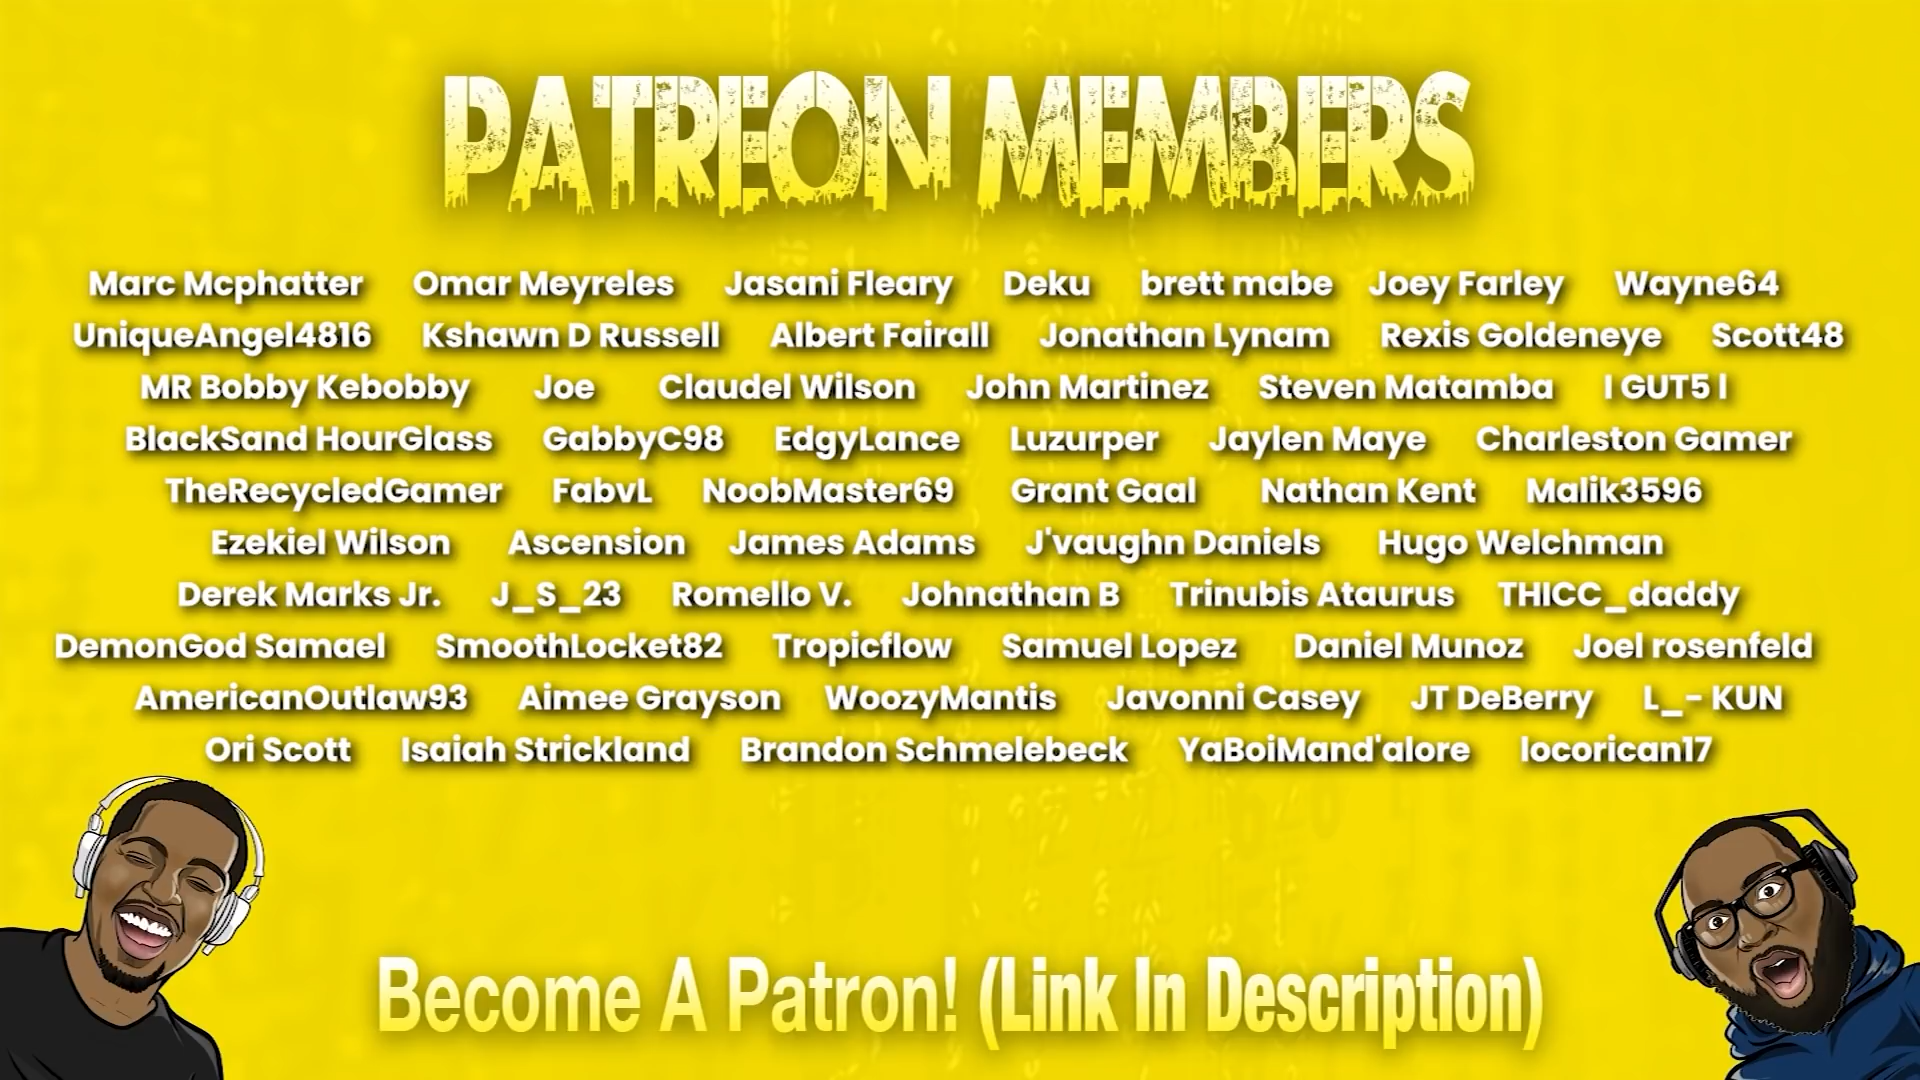 PATREON MEMBERS
Marc Mcphatter Omar Meyreles Jasani Fleary Deku brett mabe Joey Farley Wayne64
UniqueAngel4816 Kshawn D Russell Albert Fairall Jonathan Lynam Rexis Goldeneye Scott48
MR Bobby Kebobby Joe Claudel Wilson John Martinez Steven Matamba I GUT5 I
BlackSand HourGlass GabbyC98 EdgyLance Luzurper Jaylen Maye Charleston Gamer
TheRecycledGamer FabvL NoobMaster69 Grant Gaal Nathan Kent Malik3596
Ezekiel Wilson Ascension James Adams J'vaughn Daniels Hugo Welchman
Derek Marks Jr. J_S_23 Romello V. Johnathan B Trinubis Ataurus THICC_daddy
DemonGod Samael SmoothLocket82 Tropicflow Samuel Lopez Daniel Munoz Joel rosenfeld
AmericanOutlaw93 Aimee Grayson WoozyMantis Javonni Casey JT DeBerry L_- KUN
Ori Scott Isaiah Strickland Brandon Schmelebeck YaBoiMand'alore locorican17
Become A Patron! (Link In Description)